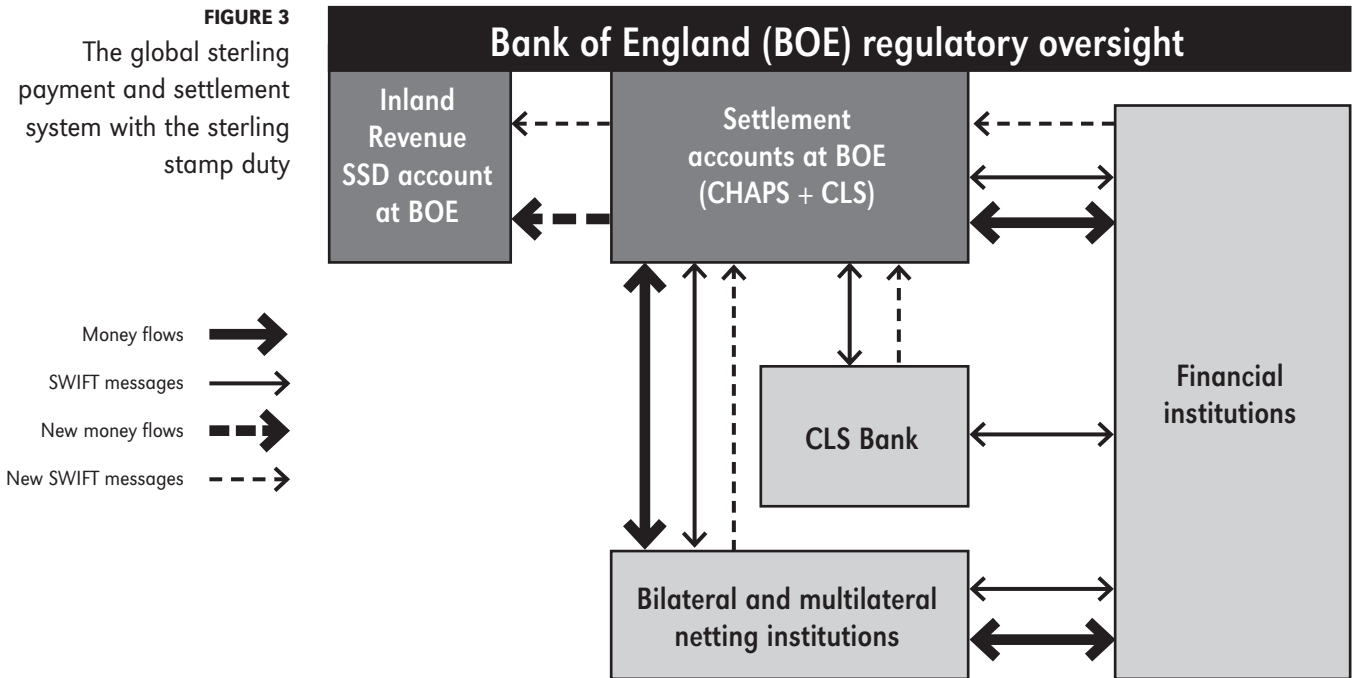 FIGURE 3
The global sterling
payment and settlement
system with the sterling
stamp duty
Bank of England (BOE) regulatory oversight
Inland
Revenue
SSD account
at BOE
Settlement
accounts at BOE
(CHAPS + CLS)
Money flows
SWIFT messages
New money flows
New SWIFT messages
CLS Bank
Financial
institutions
Bilateral and multilateral
netting institutions